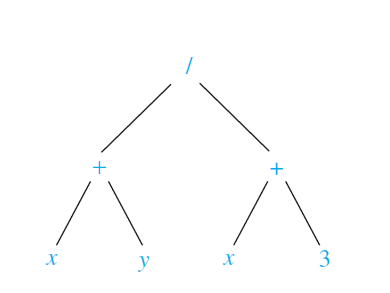 /
+ +
x y x 3